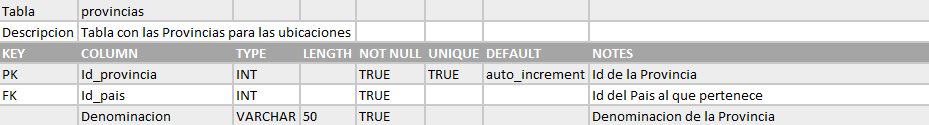 Tabla provincias
Descripcion Tabla con las Provincias para las ubicaciones
KEY COLUMN TYPE LENGTH NOT NULL UNIQUE DEFAULT NOTES
PK Id_provincia INT TRUE TRUE auto_increment Id de la Provincia
FK Id_pais INT TRUE Id del Pais al que pertenece
Denominacion VARCHAR 50 TRUE Denominacion de la Provincia